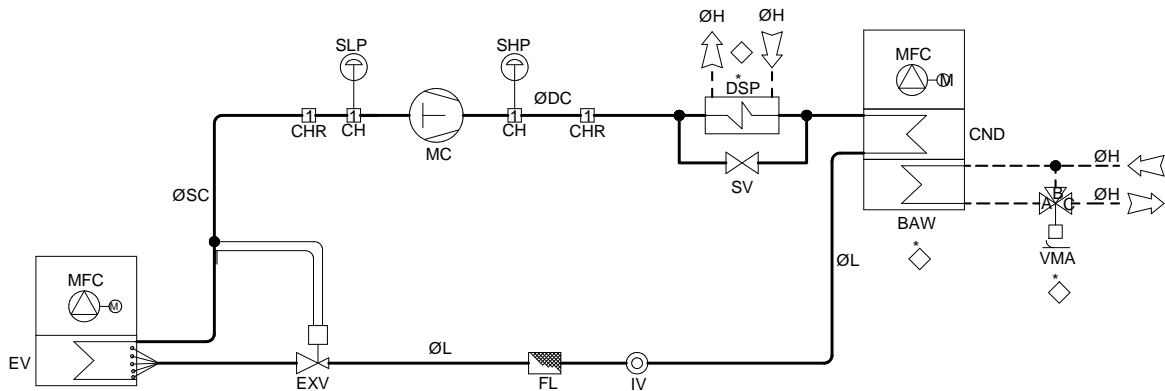 ØH
ØH
SLP
SHP
MFC
M
*
DSP
ØDC
1
1
1
1
CHR
CH
CH
CHR
MC
CND
SV
ØH
ØSC
B
A C
ØH
BAW
VMA
ØL
*
*
MFC
M
EV
ØL
EXV
FL
IV